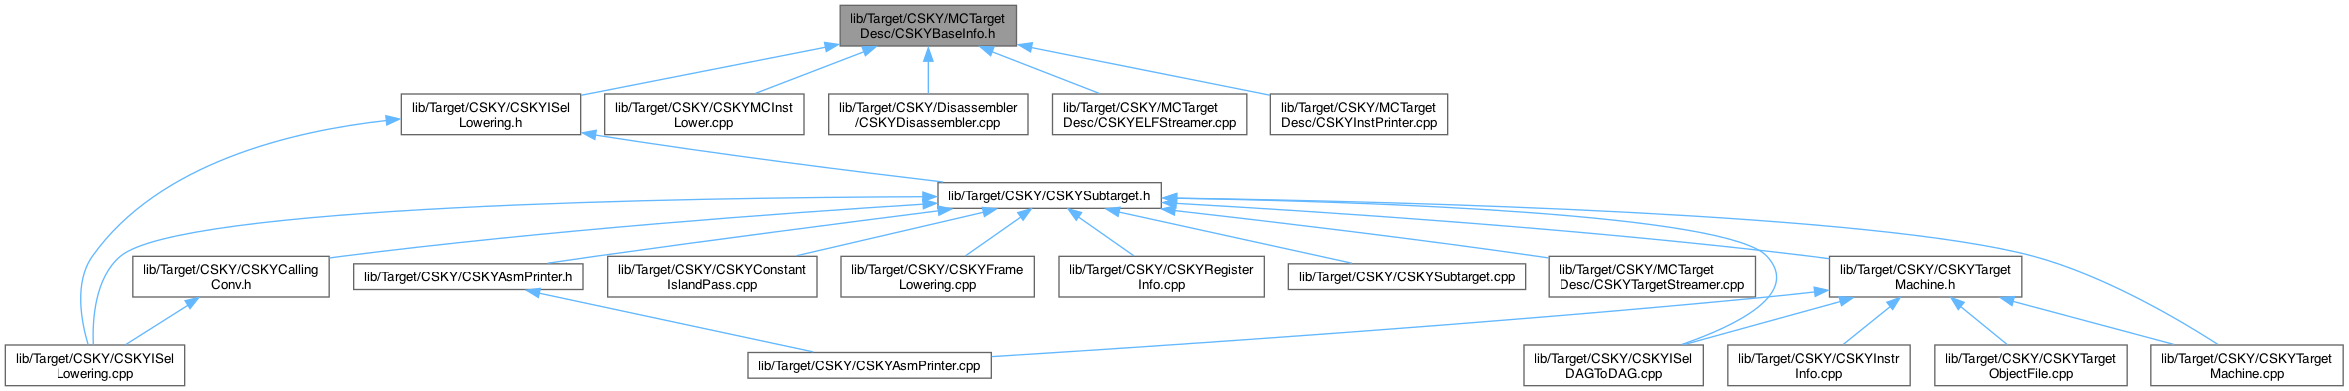 lib/Target/CSKY/MCTarget
Desc/CSKYBaseInfo.h
lib/Target/CSKY/CSKYISel
Lowering.h
lib/Target/CSKY/CSKYMCInst
Lower.cpp
lib/Target/CSKY/Disassembler
/CSKYDisassembler.cpp
lib/Target/CSKY/MCTarget
Desc/CSKYELFStreamer.cpp
lib/Target/CSKY/MCTarget
Desc/CSKYInstPrinter.cpp
lib/Target/CSKY/CSKYSubtarget.h
lib/Target/CSKY/CSKYCalling
Conv.h
lib/Target/CSKY/CSKYAsmPrinter.h
lib/Target/CSKY/CSKYConstant
IslandPass.cpp
lib/Target/CSKY/CSKYFrame
Lowering.cpp
lib/Target/CSKY/CSKYRegister
Info.cpp
lib/Target/CSKY/CSKYSubtarget.cpp
lib/Target/CSKY/MCTarget
Desc/CSKYTargetStreamer.cpp
lib/Target/CSKY/CSKYTarget
Machine.h
lib/Target/CSKY/CSKYISel
Lowering.cpp
lib/Target/CSKY/CSKYAsmPrinter.cpp
lib/Target/CSKY/CSKYISel
DAGToDAG.cpp
lib/Target/CSKY/CSKYInstr
Info.cpp
lib/Target/CSKY/CSKYTarget
ObjectFile.cpp
lib/Target/CSKY/CSKYTarget
Machine.cpp